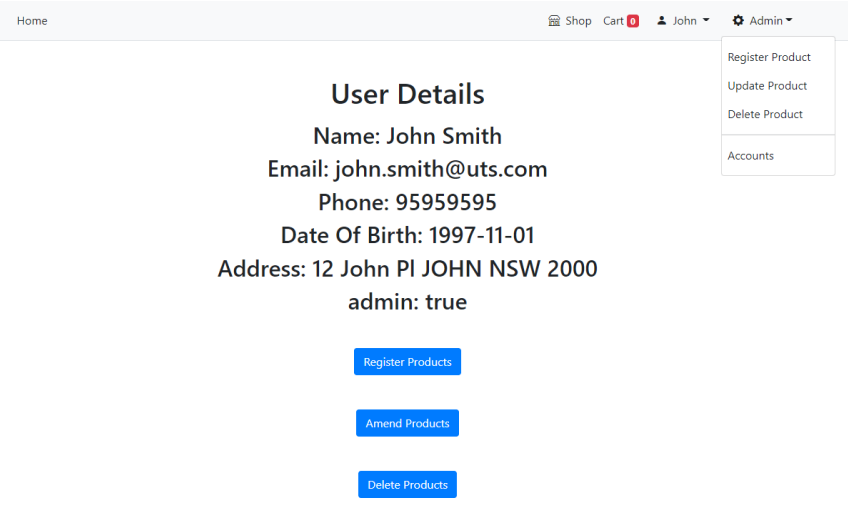 Home Shop Cart 0 John Admin
Register Product
Update Product
Delete Product
Accounts
User Details
Name: John Smith
Email: john.smith@uts.com
Phone: 95959595
Date Of Birth: 1997-11-01
Address: 12 John Pl JOHN NSW 2000
admin: true
Register Products
Amend Products
Delete Products